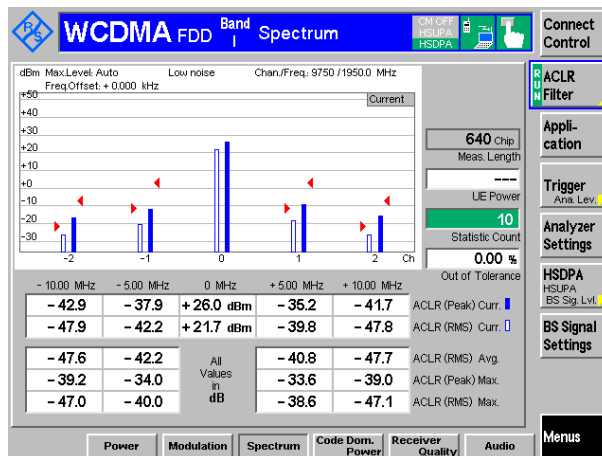 R S
WCDMA FDD Band I Spectrum
CM OFF
HSUPA
HSDPA
Connect Control
dBm Max.Level: Auto Low noise Chan./Freq.: 9750 /1950.0 MHz
Freq.Offset: + 0.000 kHz
Current
+50
+40
+30
+20
+10
+0
-10
-20
-30
-2 -1 0 1 2 Ch
640 Chip
Meas. Length
---
UE Power
10
Statistic Count
0.00 %
Out of Tolerance
- 10.00 MHz - 5.00 MHz 0 MHz + 5.00 MHz + 10.00 MHz
- 42.9 - 37.9 + 26.0 dBm - 35.2 - 41.7 ACLR (Peak) Curr.
- 47.9 - 42.2 + 21.7 dBm - 39.8 - 47.8 ACLR (RMS) Curr.
- 47.6 - 42.2 - 40.8 - 47.7 ACLR (RMS) Avg.
- 39.2 - 34.0 - 33.6 - 39.0 ACLR (Peak) Max.
- 47.0 - 40.0 - 38.6 - 47.1 ACLR (RMS) Max.
All
Values
in
dB
RUN
ACLR
Filter
Appli-
cation
Trigger
Ana. Lev.
Analyzer
Settings
HSDPA
HSUPA
BS Sig. Lvl.
BS Signal
Settings
Power Modulation Spectrum Code Dom. Power Receiver Quality Audio
Menus